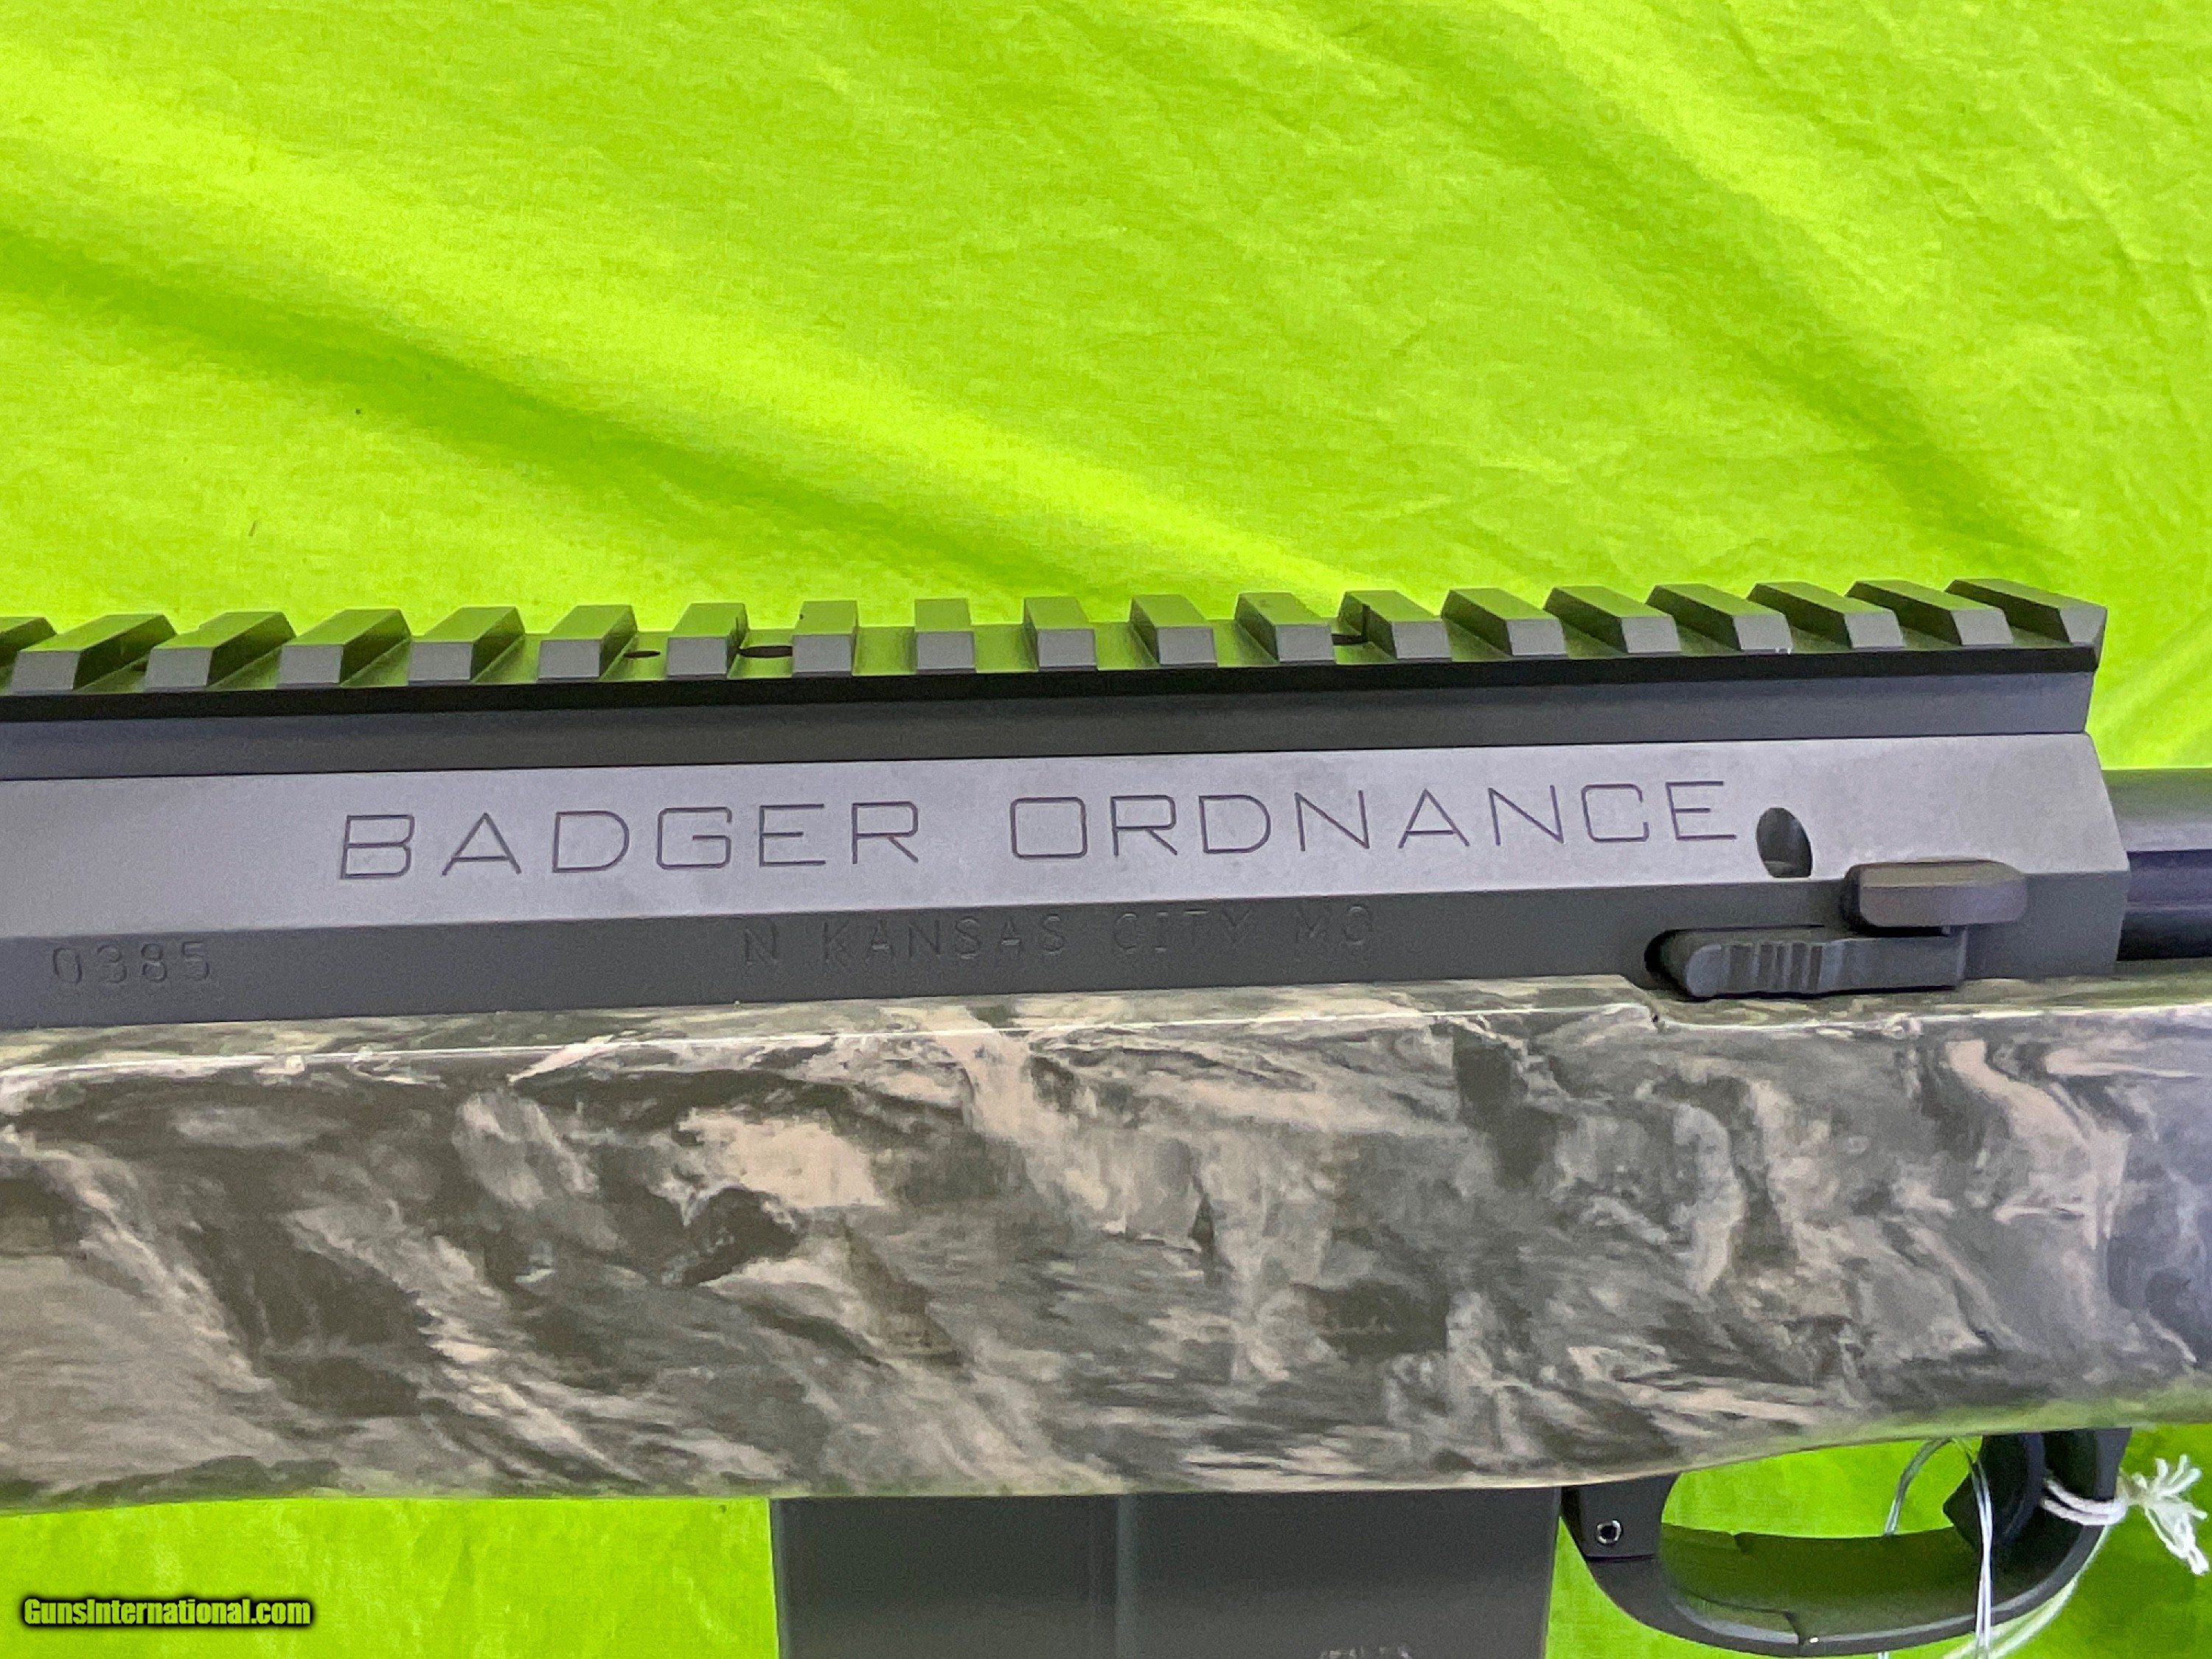 BADGER ORDNANCE
0385
N KANSAS CITY MO
GunsInternational.com